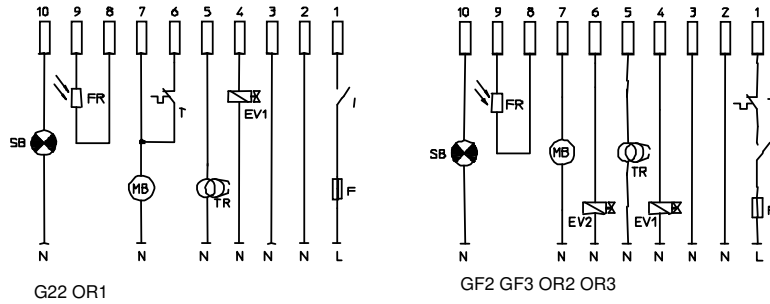 10 9 8 7 6 5 4 3 2 1
FR
T
EV1
I
SB
MB
TR
F
N N N N N N L
G22 OR1
10 9 8 7 6 5 4 3 2 1
FR
T
SB
MB
TR
EV2
EV1
F
N N N N N N N L
GF2 GF3 OR2 OR3